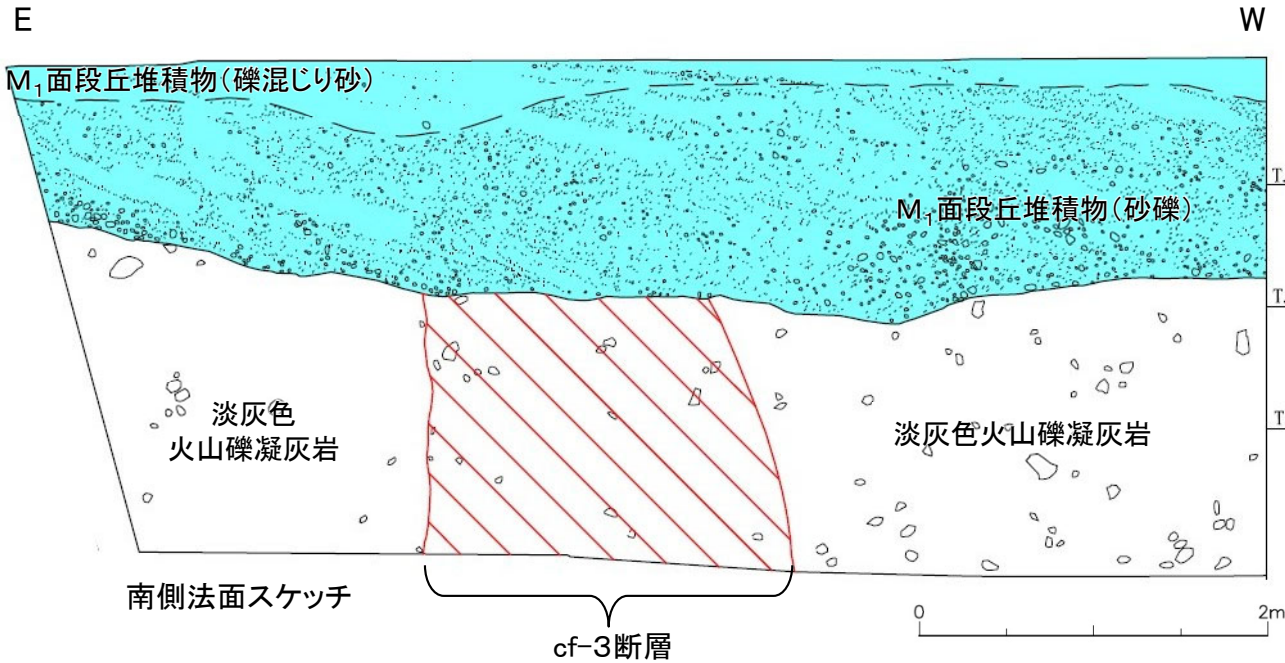 E
W
M₁面段丘堆積物(礫混じり砂)
T.
M₁面段丘堆積物(砂礫)
T.
淡灰色
火山礫凝灰岩
淡灰色火山礫凝灰岩
T
南側法面スケッチ
cf-3断層
0
2m